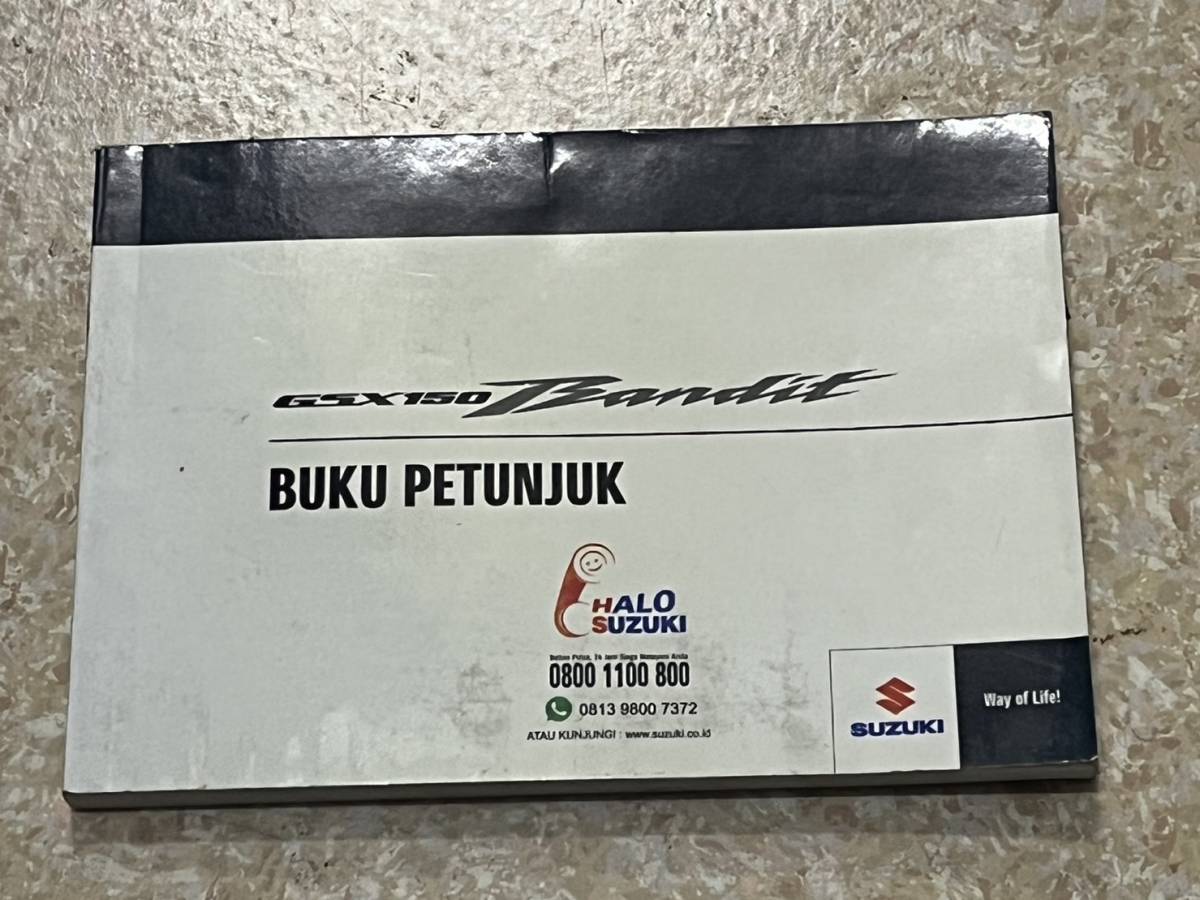 GSX150 Bandit
BUKU PETUNJUK
HALO
SUZUKI
0800 1100 800
0813 9800 7372
ATAU KUNJUNGI : www.suzuki.co.id
SUZUKI
Way of Life!